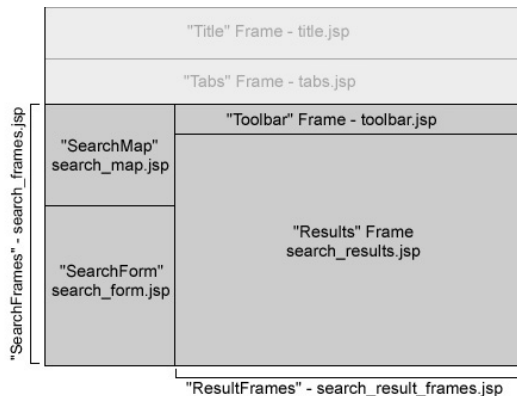 "Title" Frame - title.jsp
"Tabs" Frame - tabs.jsp
"Toolbar" Frame - toolbar.jsp
"SearchMap"
search_map.jsp
"Results" Frame
search_results.jsp
"SearchForm"
search_form.jsp
"SearchFrames" - search_frames.jsp
"ResultFrames" - search_result_frames.jsp